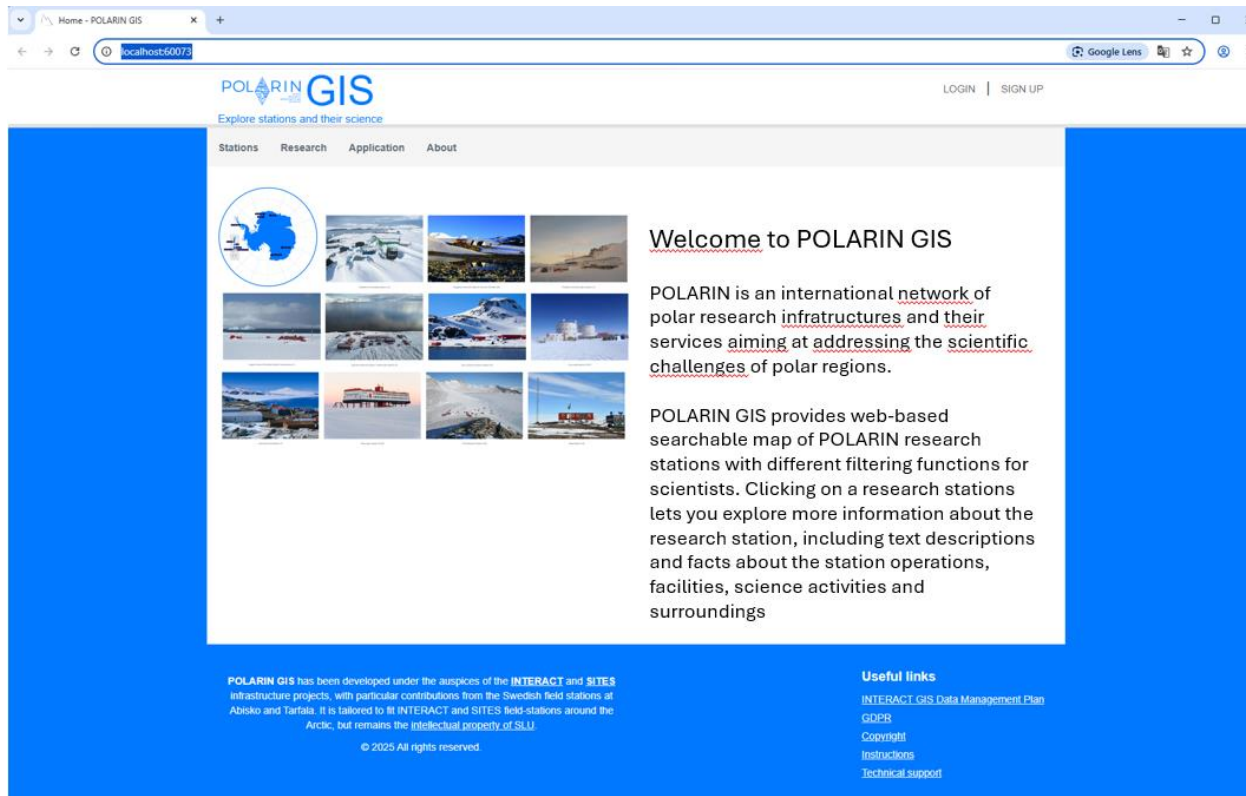 Home - POLARIN GIS
localhost:60073
Google Lens
POLARIN GIS
LOGIN | SIGN UP
Explore stations and their science
Stations Research Application About
Welcome to POLARIN GIS
POLARIN is an international network of
polar research infratructures and their
services aiming at addressing the scientific
challenges of polar regions.
POLARIN GIS provides web-based
searchable map of POLARIN research
stations with different filtering functions for
scientists. Clicking on a research stations
lets you explore more information about the
research station, including text descriptions
and facts about the station operations,
facilities, science activities and
surroundings
POLARIN GIS has been developed under the auspices of the INTERACT and SITES
infrastructure projects, with particular contributions from the Swedish field stations at
Abisko and Tarfala. It is tailored to fit INTERACT and SITES field-stations around the
Arctic, but remains the intellectual property of SLU.
© 2025 All rights reserved.
Useful links
INTERACT GIS Data Management Plan
GDPR
Copyright
Instructions
Technical support